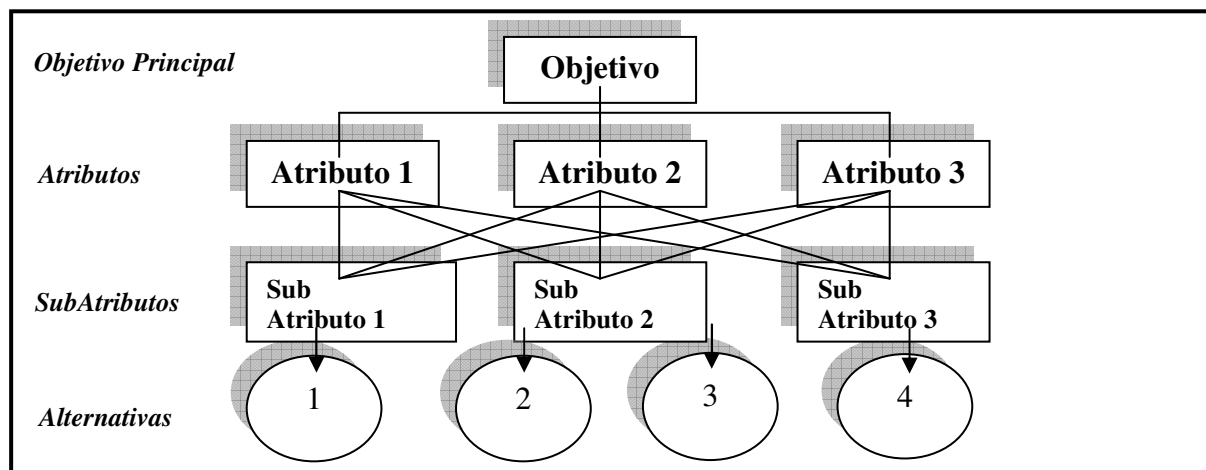 Objetivo Principal
Objetivo
Atributos
Atributo 1
Atributo 2
Atributo 3
SubAtributos
Sub
Atributo 1
Sub
Atributo 2
Sub
Atributo 3
Alternativas
1
2
3
4